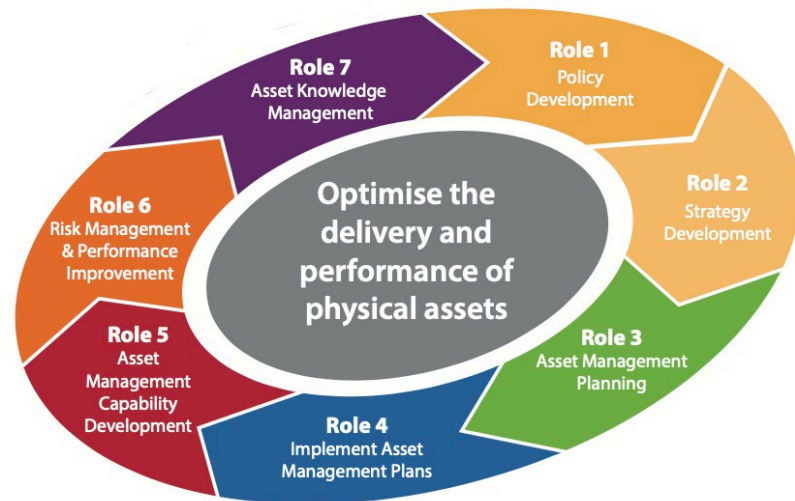 Role 1
Policy
Development
Role 2
Strategy
Development
Role 3
Asset Management
Planning
Role 4
Implement Asset
Management Plans
Role 5
Asset
Management
Capability
Development
Role 6
Risk Management
& Performance
Improvement
Role 7
Asset Knowledge
Management
Optimise the
delivery and
performance of
physical assets